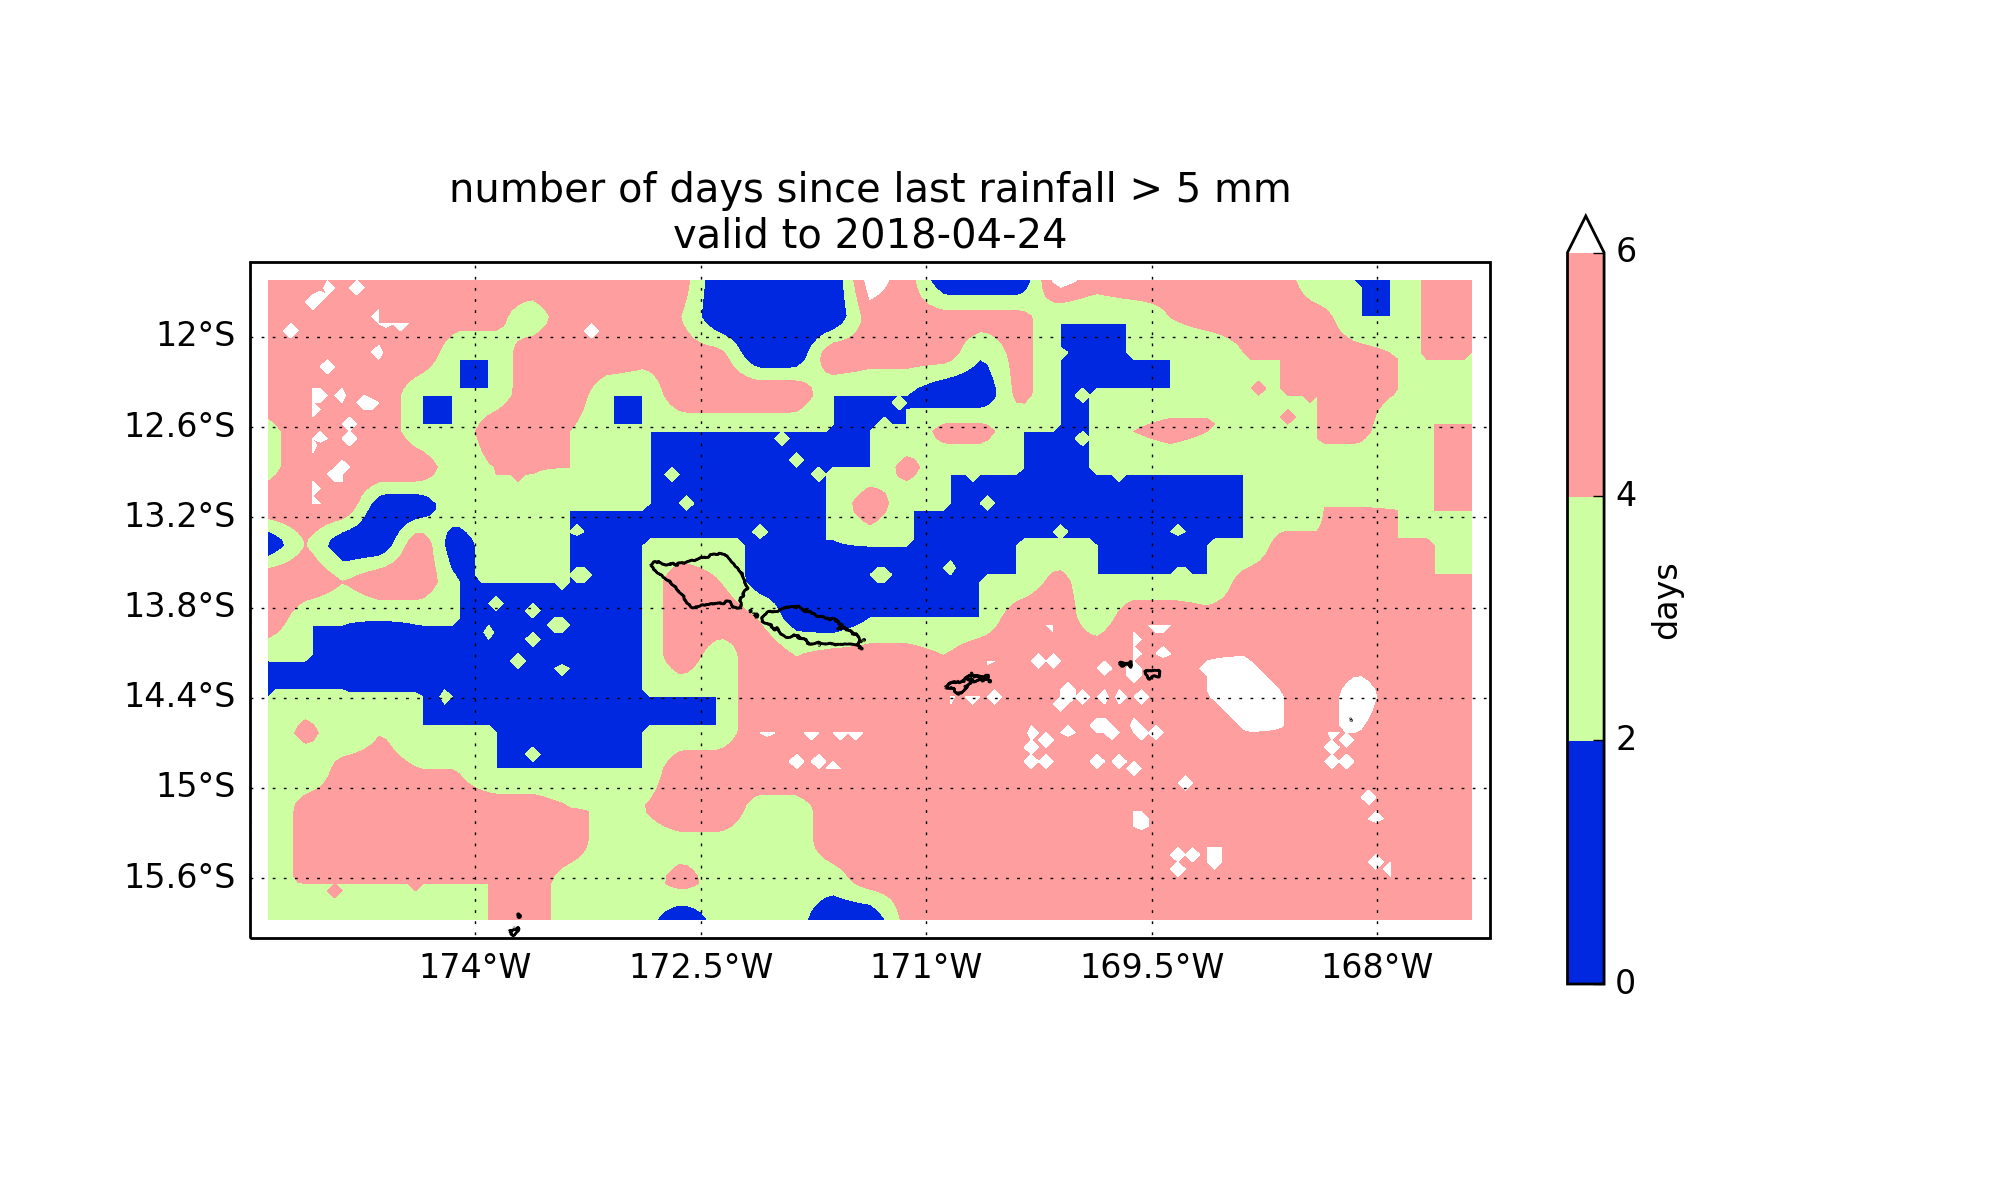 number of days since last rainfall > 5 mm
valid to 2018-04-24
12°S
12.6°S
13.2°S
13.8°S
14.4°S
15°S
15.6°S
174°W 172.5°W 171°W 169.5°W 168°W
6
4
2
0
days